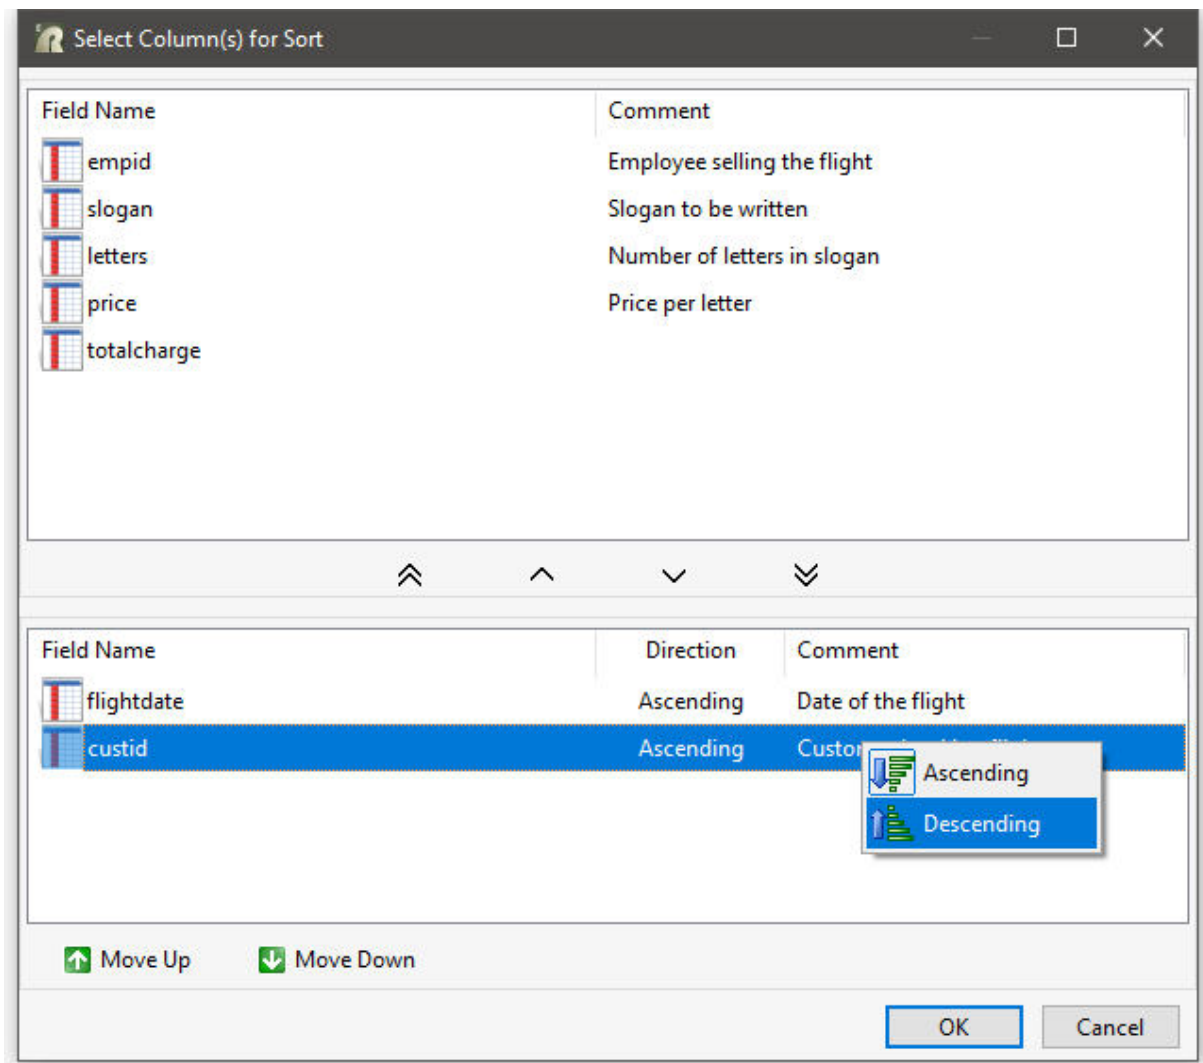 Select Column(s) for Sort
Field Name Comment
empid Employee selling the flight
slogan Slogan to be written
letters Number of letters in slogan
price Price per letter
totalcharge
Field Name Direction Comment
flightdate Ascending Date of the flight
custid Ascending
Ascending
Descending
Move Up Move Down
OK Cancel